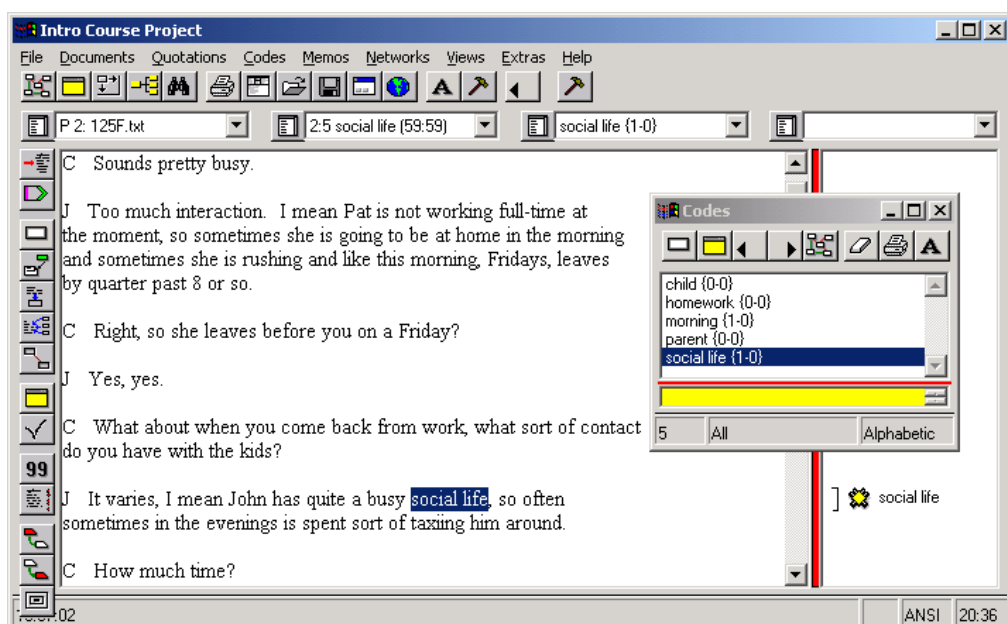 Intro Course Project
File Documents Quotations Codes Memos Networks Views Extras Help
A
P 2: 125F.txt
2:5 social life (59:59)
social life {1-0}
C Sounds pretty busy.
J Too much interaction. I mean Pat is not working full-time at
the moment, so sometimes she is going to be at home in the morning
and sometimes she is rushing and like this morning, Fridays, leaves
by quarter past 8 or so.
C Right, so she leaves before you on a Friday?
J Yes, yes.
C What about when you come back from work, what sort of contact
do you have with the kids?
J It varies, I mean John has quite a busy social life, so often
sometimes in the evenings is spent sort of taxiing him around.
C How much time?
99
Codes
A
child {0-0}
homework {0-0}
morning {1-0}
parent {0-0}
social life {1-0}
5 All Alphabetic
social life
ANSI 20:36